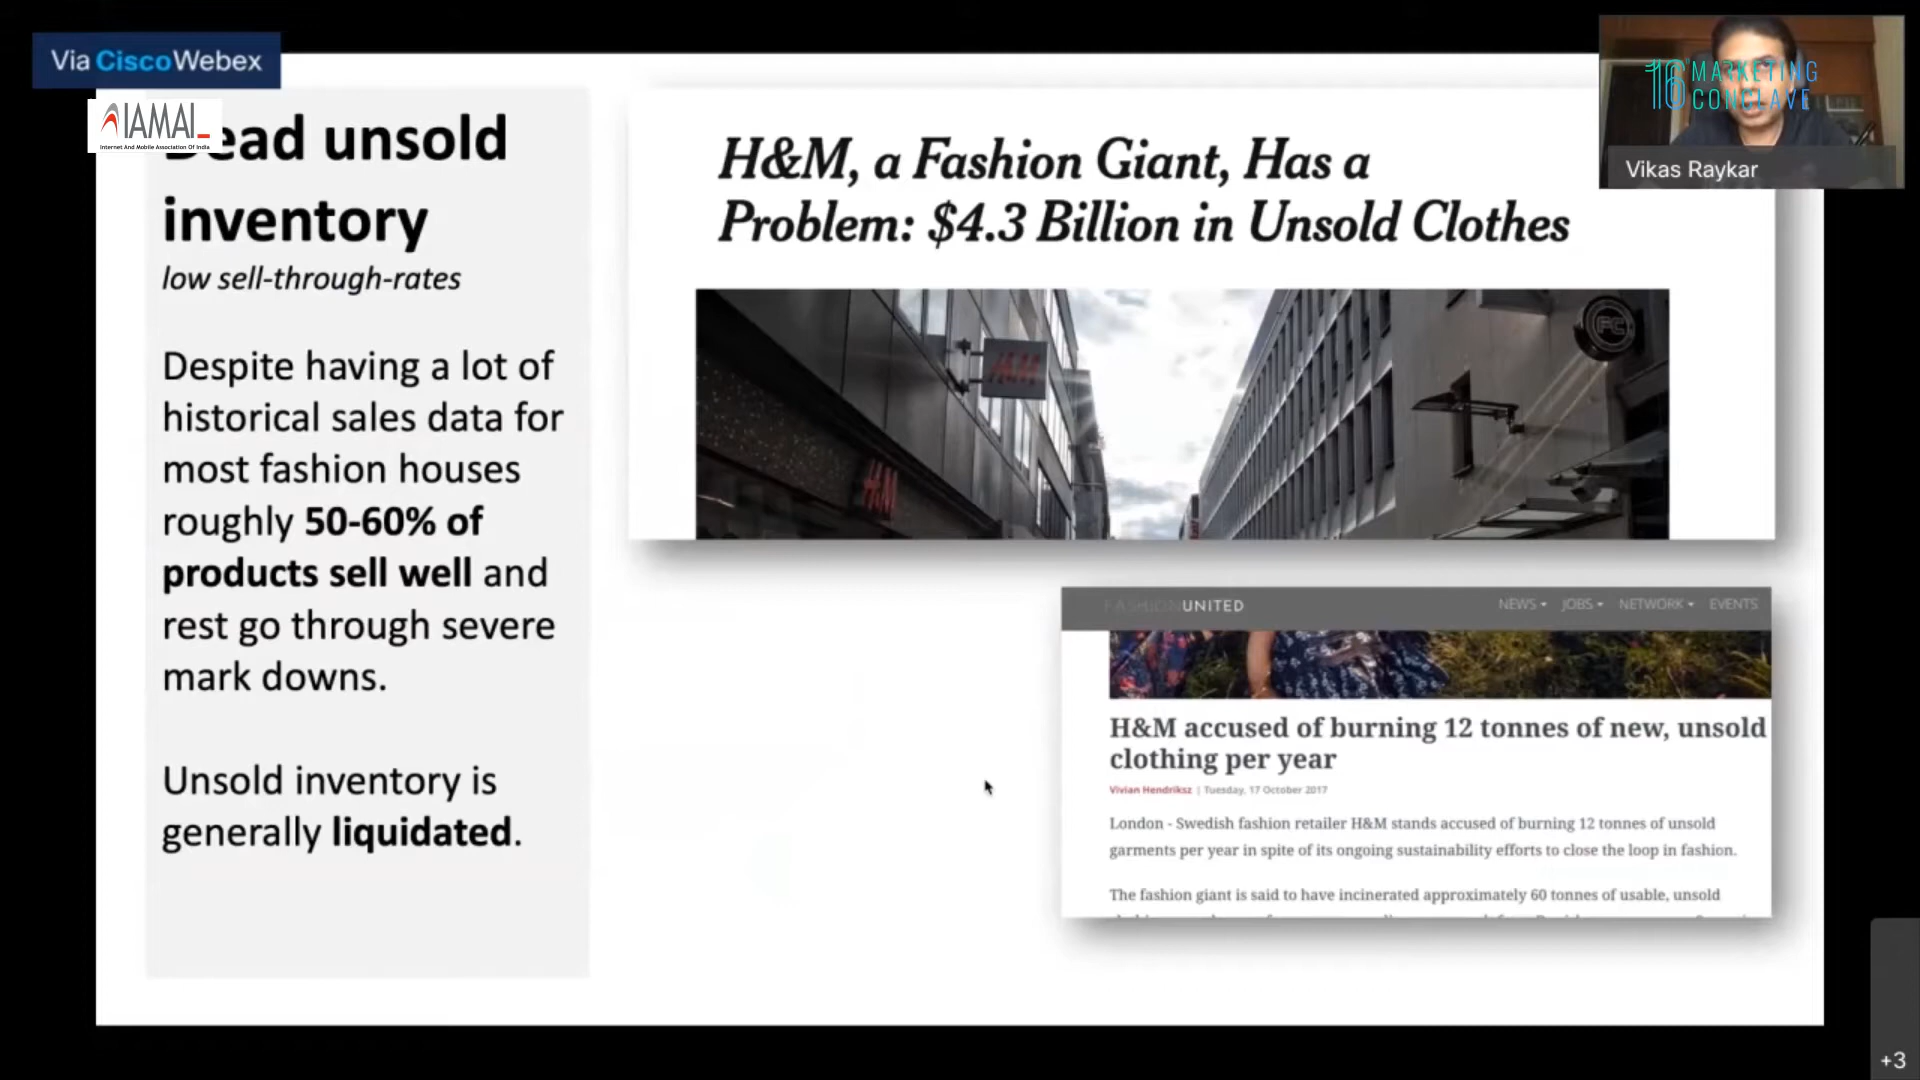 Via CiscoWebex
IAMAI
Internet And Mobile Association Of India
Dead unsold
inventory
low sell-through-rates
Despite having a lot of
historical sales data for
most fashion houses
roughly 50-60% of
products sell well and
rest go through severe
mark downs.
Unsold inventory is
generally liquidated.
H&M, a Fashion Giant, Has a
Problem: $4.3 Billion in Unsold Clothes
H&M
H&M
FC
16 MARKETING
CONCLAVE
Vikas Raykar
FASHIONUNITED
NEWS JOBS NETWORK EVENTS
H&M accused of burning 12 tonnes of new, unsold
clothing per year
Vivian Hendriksz | Tuesday, 17 October 2017
London - Swedish fashion retailer H&M stands accused of burning 12 tonnes of unsold
garments per year in spite of its ongoing sustainability efforts to close the loop in fashion.
The fashion giant is said to have incinerated approximately 60 tonnes of usable, unsold
+3